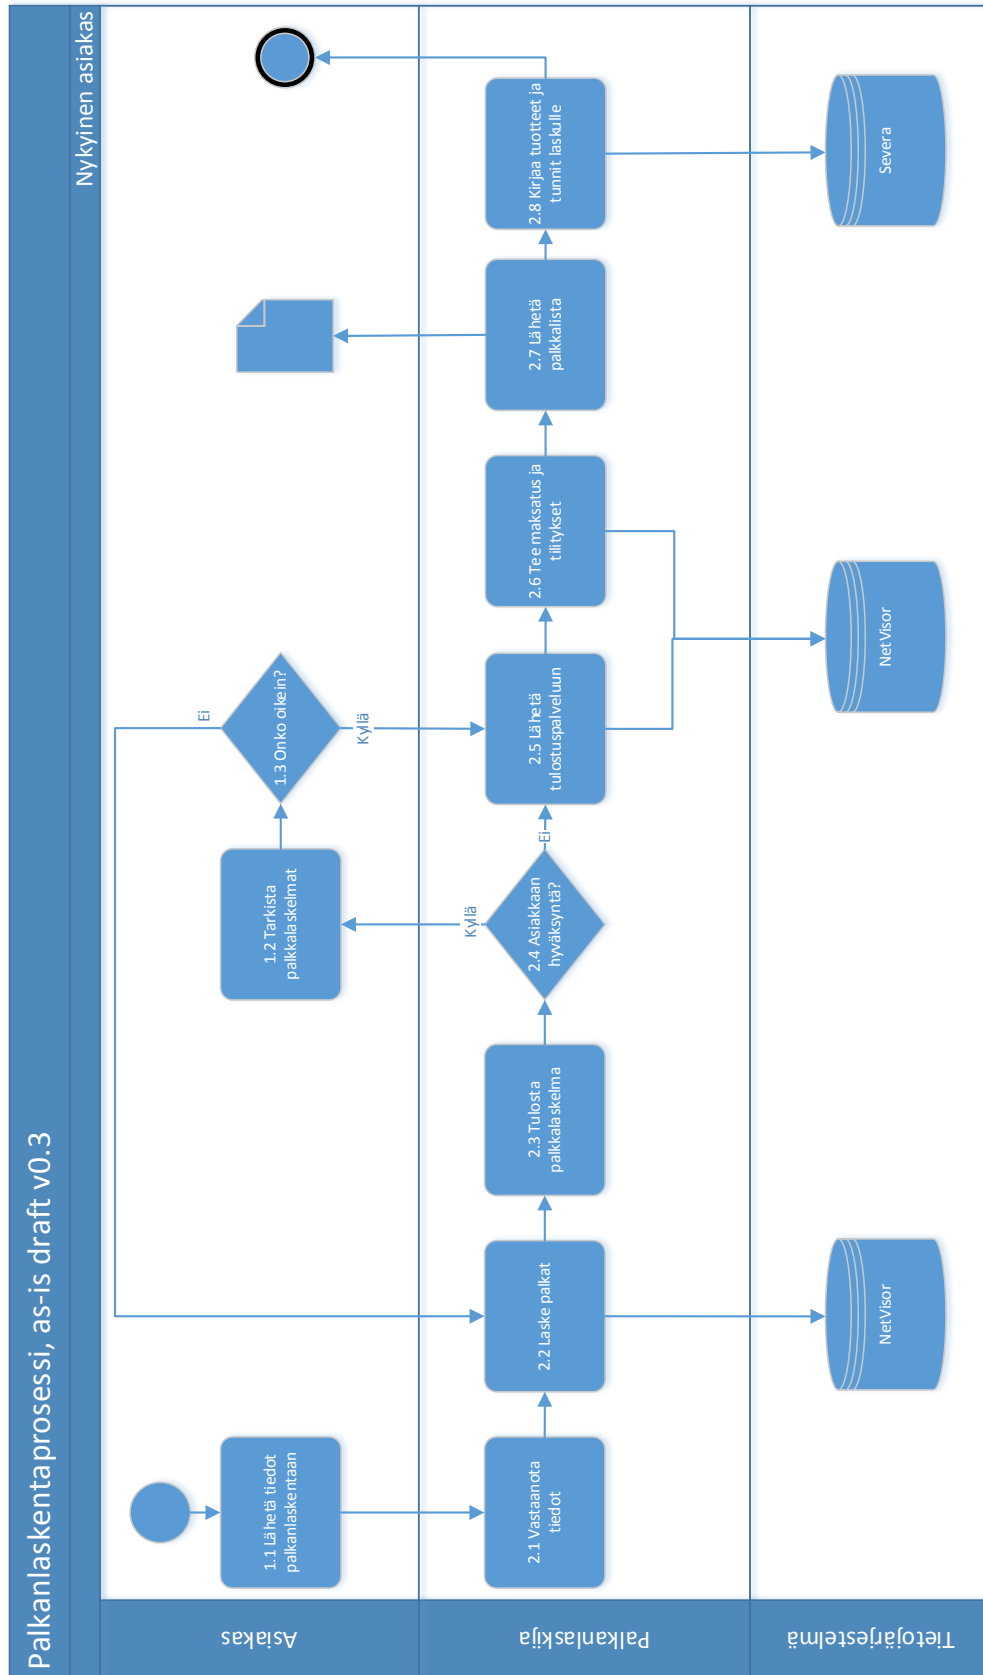 Palkanlaskentaprosessi, as-is draft v0.3
Nykyinen asiakas
Asiakas
1.1 Lähetä tiedot
palkanlaskentaan
1.2 Tarkista
palkkalaskelmat
1.3 Onko oikein?
Ei
Kyllä
Palkanlaskija
2.1 Vastaanota
tiedot
2.2 Laske palkat
2.3 Tulosta
palkkalaskelma
2.4 Asiakkaan
hyväksyntä?
Kyllä
Ei
2.5 Lähetä
tulostuspalveluun
2.6 Tee maksatus ja
tilitykset
2.7 Lähetä
palkkalista
2.8 Kirjaa tuotteet ja
tunnit laskulle
Tietojärjestelmä
NetVisor
NetVisor
Severa